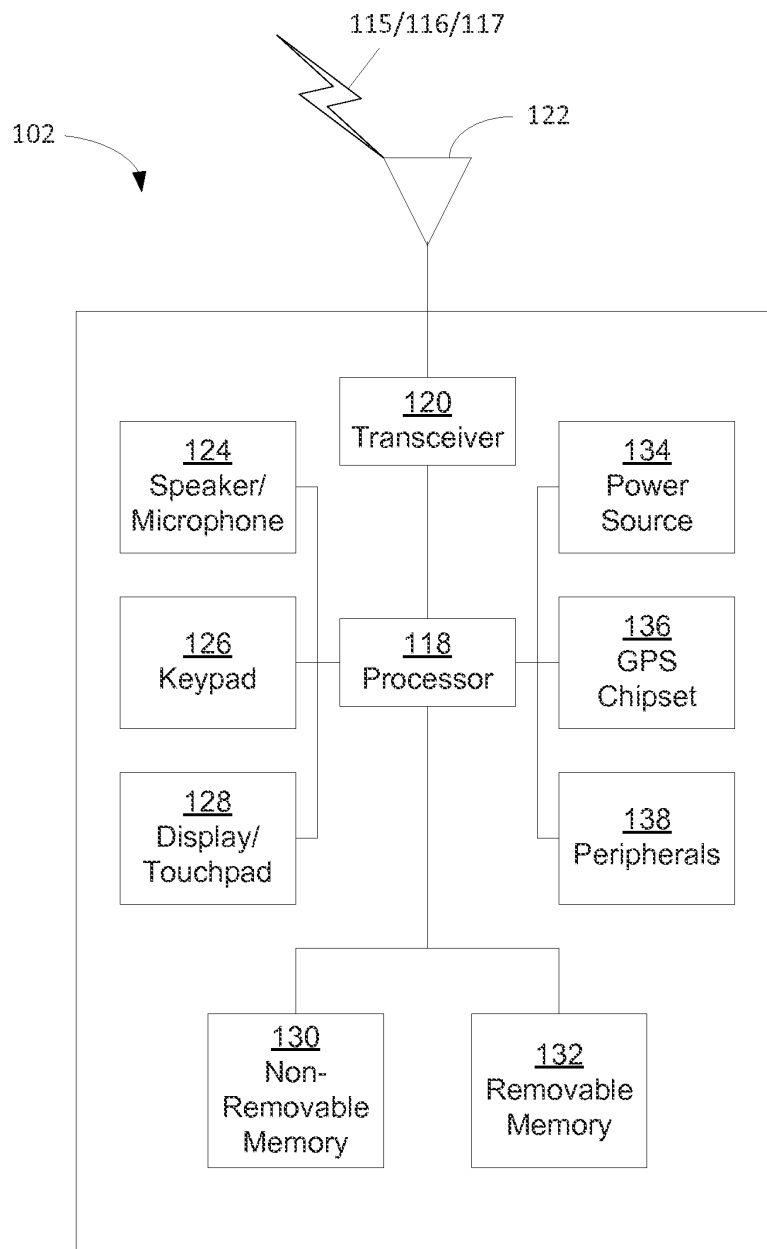 115/116/117
122
102
120
Transceiver
124
Speaker/
Microphone
134
Power
Source
126
Keypad
118
Processor
136
GPS
Chipset
128
Display/
Touchpad
138
Peripherals
130
Non-
Removable
Memory
132
Removable
Memory